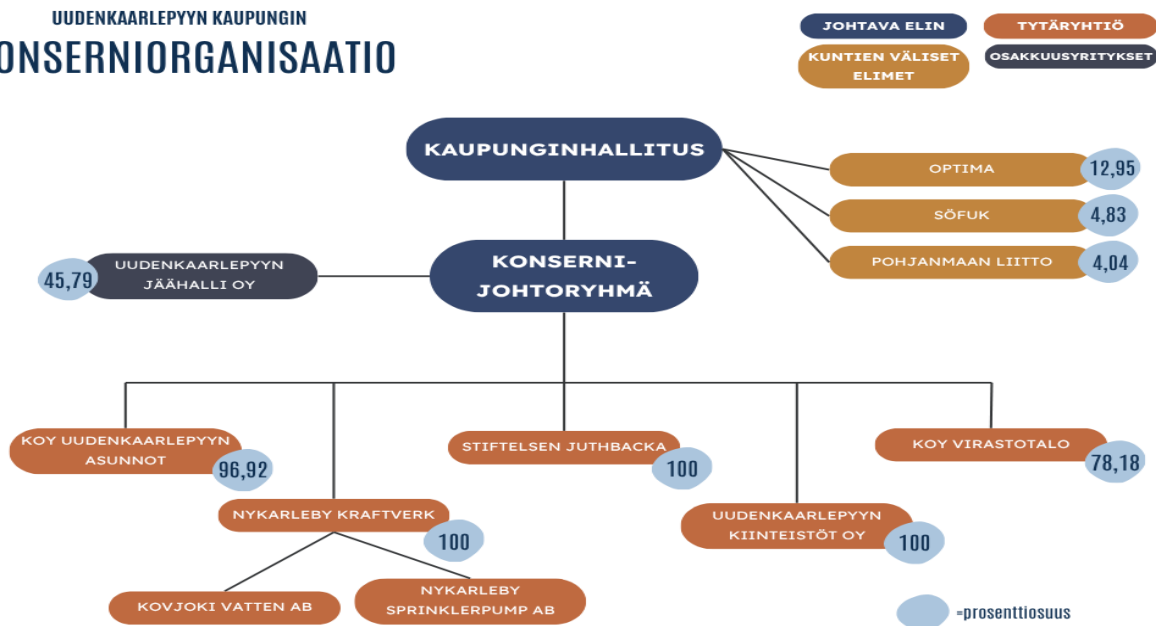 UUDENKAARLEPYYN KAUPUNGIN
ONSERNIORGANISAATIO
JOHTAVA ELIN
TYTÄRYHTIÖ
KUNTIEN VÄLISET
ELIMET
OSAKKUUSYRITYKSET
KAUPUNGINHALLITUS
OPTIMA
12,95
SÖFUK
4,83
POHJANMAAN LIITTO
4,04
KONSERNI-
JOHTORYHMÄ
45,79
UUDENKAARLEPYYN
JÄÄHALLI OY
KOY UUDENKAARLEPYYN
ASUNNOT
96,92
STIFTELSEN JUTHBACKA
100
KOY VIRASTOTALO
78,18
NYKARLEBY KRAFTVERK
100
UUDENKAARLEPYYN
KIINTEISTÖT OY
100
KOVJOKI VATTEN AB
NYKARLEBY
SPRINKLERPUMP AB
=prosenttiosuus